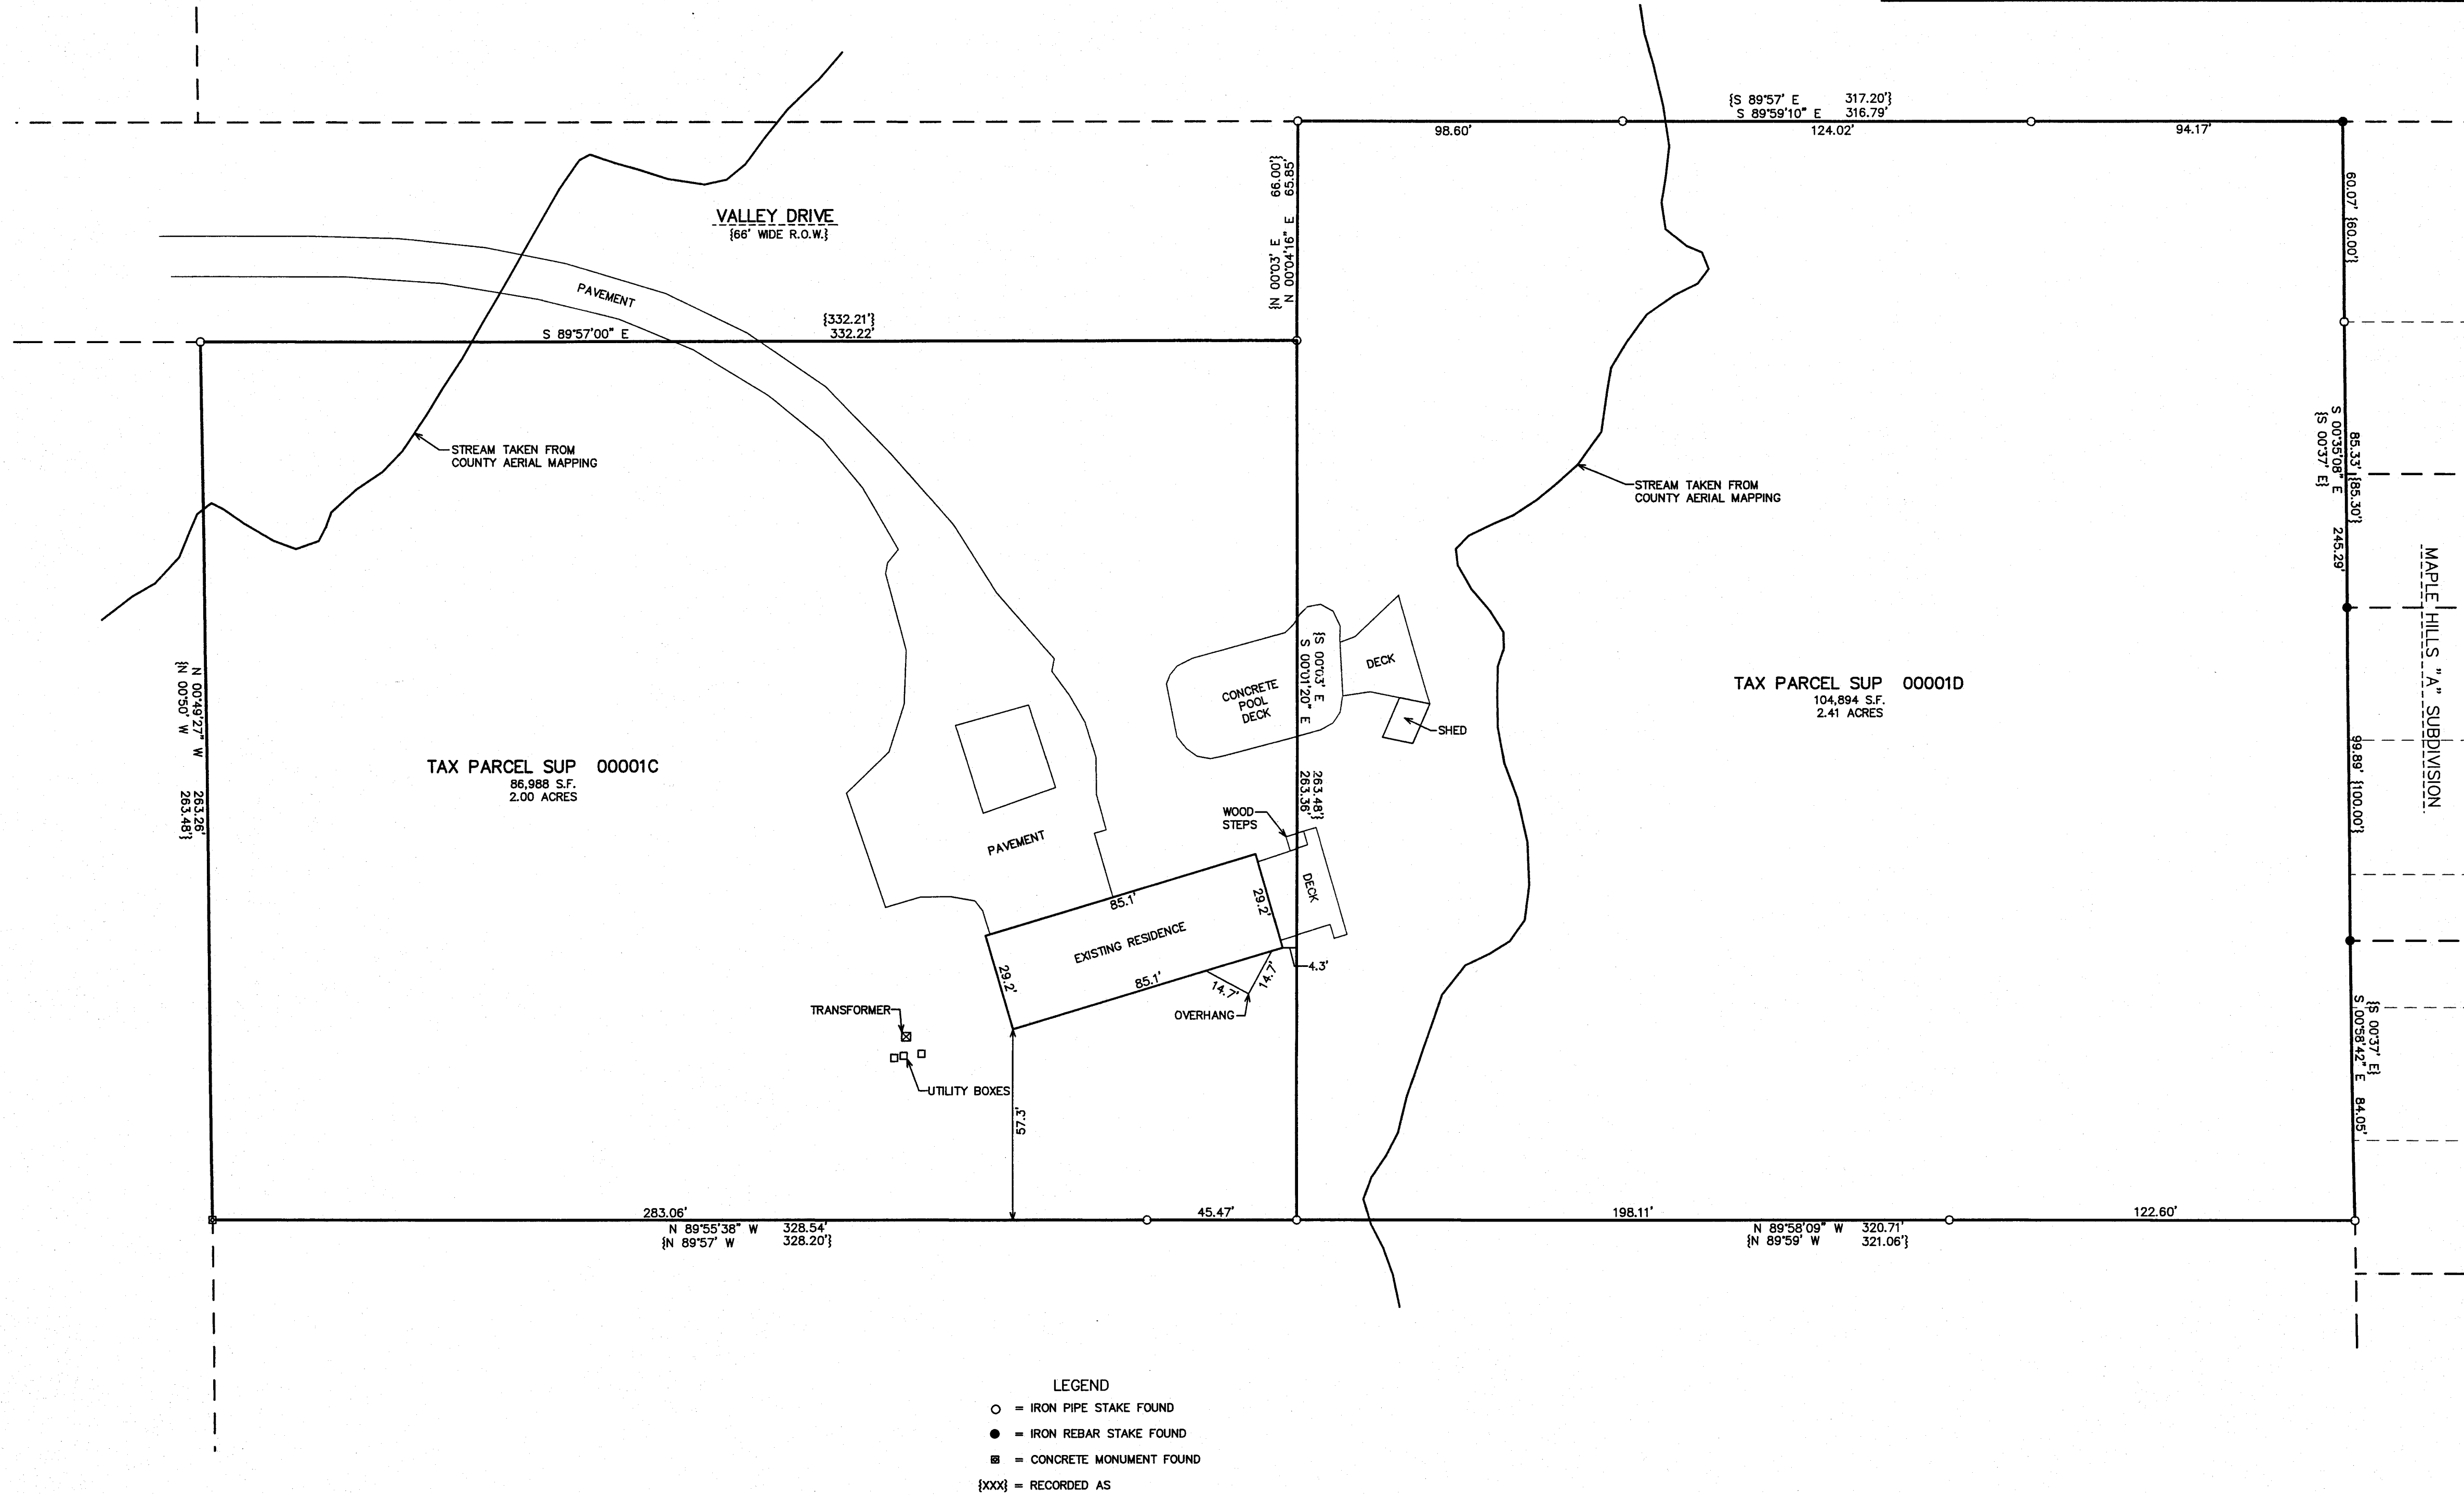 {S 89°57' E 317.20'}
S 89°59'10" E 316.79'
98.60'
124.02'
94.17'
{N 00°03' E 66.00'}
N 00°04'16" E 65.85'
60.07' {60.00'}
VALLEY DRIVE
{66' WIDE R.O.W.}
PAVEMENT
{332.21'}
S 89°57'00" E 332.22'
STREAM TAKEN FROM
COUNTY AERIAL MAPPING
STREAM TAKEN FROM
COUNTY AERIAL MAPPING
85.33' {85.30'}
S 00°35'08" E 245.29'
{S 00°37' E}
MAPLE HILLS "A" SUBDIVISION
{S 00°03' E 263.48'}
S 00°01'20" E 263.36'
DECK
CONCRETE
POOL
DECK
SHED
TAX PARCEL SUP 00001D
104,894 S.F.
2.41 ACRES
N 00°49'27" W 263.26'
{N 00°50' W 263.48'}
TAX PARCEL SUP 00001C
86,988 S.F.
2.00 ACRES
99.89' {100.00'}
WOOD
STEPS
PAVEMENT
DECK
85.1'
29.2'
EXISTING RESIDENCE
29.2'
85.1'
14.7'
14.7'
4.3'
OVERHANG
TRANSFORMER
UTILITY BOXES
57.3'
{S 00°37' E}
S 00°58'42" E 84.05'
283.06'
45.47'
198.11'
122.60'
N 89°55'38" W 328.54'
{N 89°57' W 328.20'}
N 89°58'09" W 320.71'
{N 89°59' W 321.06'}
LEGEND
= IRON PIPE STAKE FOUND
= IRON REBAR STAKE FOUND
= CONCRETE MONUMENT FOUND
{XXX} = RECORDED AS